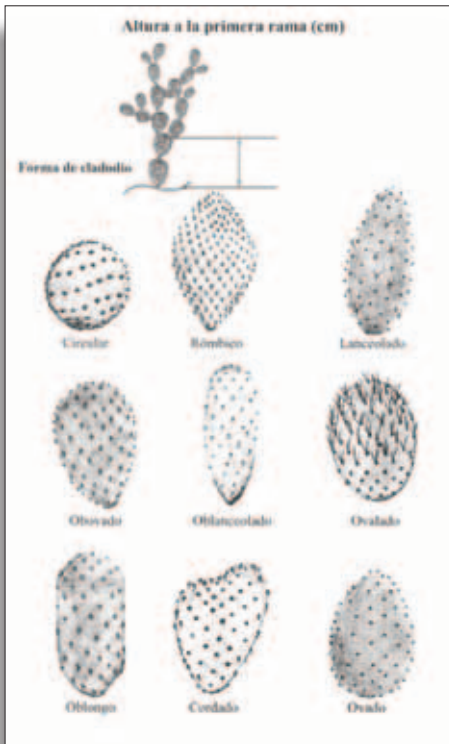 Altura a la primera rama (cm)
Forma de cladodio
Circular Rómbico Lanceolado
Obovado Oblanceolado Ovalado
Oblongo Cordado Ovado